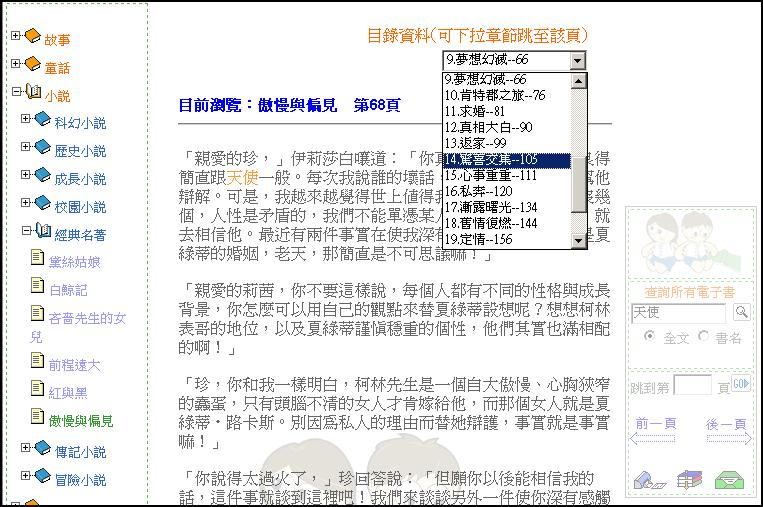 故事
童話
小說
科幻小說
歷史小說
成長小說
校園小說
經典名著
黛絲姑娘
白鯨記
吝嗇先生的女
兒
前程遠大
紅與黑
傲慢與偏見
傳記小說
冒險小說
目錄資料(可下拉章節跳至該頁)
9.夢想幻滅--66
9.夢想幻滅--66
10.肯特郡之旅--76
11.求婚--81
12.真相大白--90
13.返家--99
14.驚喜交集--105
15.心事重重--111
16.私奔--120
17.漸露曙光--134
18.舊情復燃--144
19.定情--156
目前瀏覽：傲慢與偏見　第68頁
「親愛的珍，」伊莉莎白嚷道：「你真
簡直跟天使一般。每次我說誰的壞話
辯解。可是，我越來越覺得世上值得我
個，人性是矛盾的，我們不能單憑某人 就
去相信他。最近有兩件事實在使我深有 是夏
綠蒂的婚姻，老天，那簡直是不可思議嘛！」
「親愛的莉茜，你不要這樣說，每個人都有不同的性格與成長
背景，你怎麼可以用自己的觀點來替夏綠蒂設想呢？想想柯林
表哥的地位，以及夏綠蒂謹慎穩重的個性，他們其實也滿相配
的啊！」
「珍，你和我一樣明白，柯林先生是一個自大傲慢、心胸狹窄
的蠢蛋，只有頭腦不清的女人才肯嫁給他，而那個女人就是夏
綠蒂‧路卡斯。別因為私人的理由而替她辯護，事實就是事實
嘛！」
「你說得太過火了，」珍回答說：「但願你以後能相信我的
話，這件事就談到這裡吧！我們來談談另外一件使你深有感觸
查詢所有電子書
天使
全文 書名
跳到第 頁 GO
前一頁 後一頁